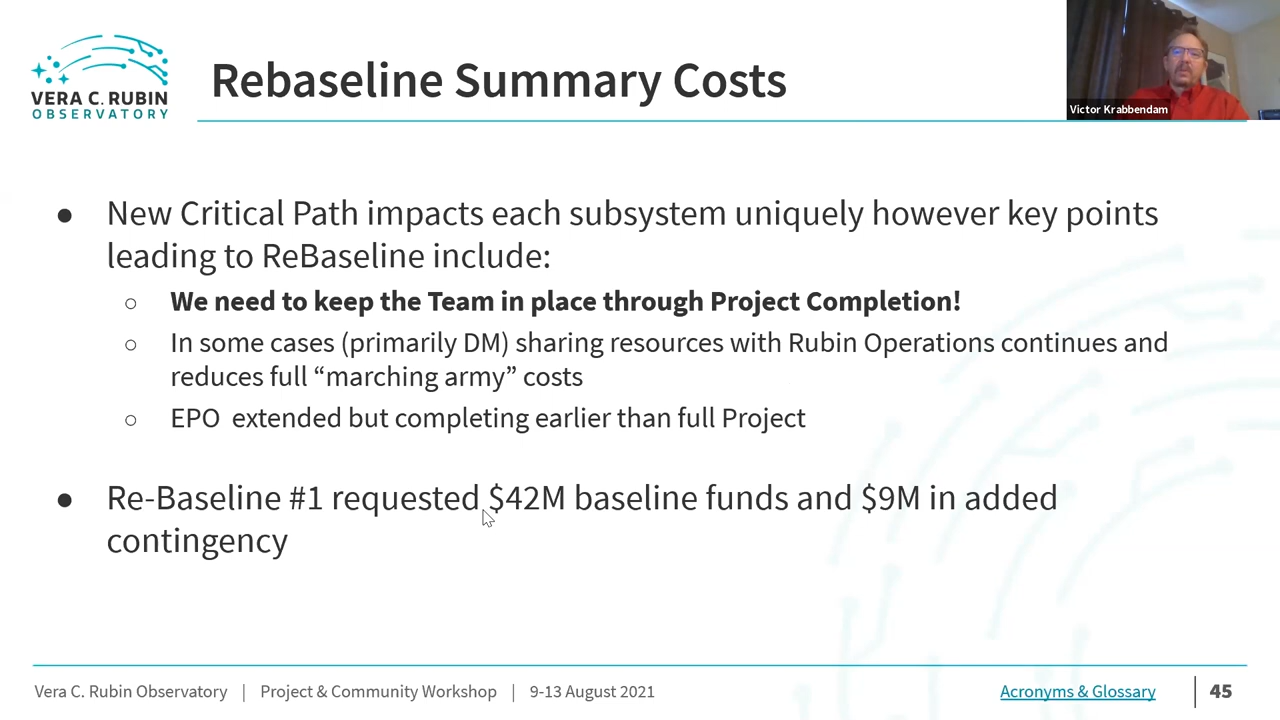 VERA C. RUBIN
OBSERVATORY
Rebaseline Summary Costs
Victor Krabbendam
● New Critical Path impacts each subsystem uniquely however key points
leading to ReBaseline include:
○ We need to keep the Team in place through Project Completion!
○ In some cases (primarily DM) sharing resources with Rubin Operations continues and
reduces full “marching army” costs
○ EPO extended but completing earlier than full Project
● Re-Baseline #1 requested $42M baseline funds and $9M in added
contingency
Vera C. Rubin Observatory | Project & Community Workshop | 9-13 August 2021
Acronyms & Glossary | 45